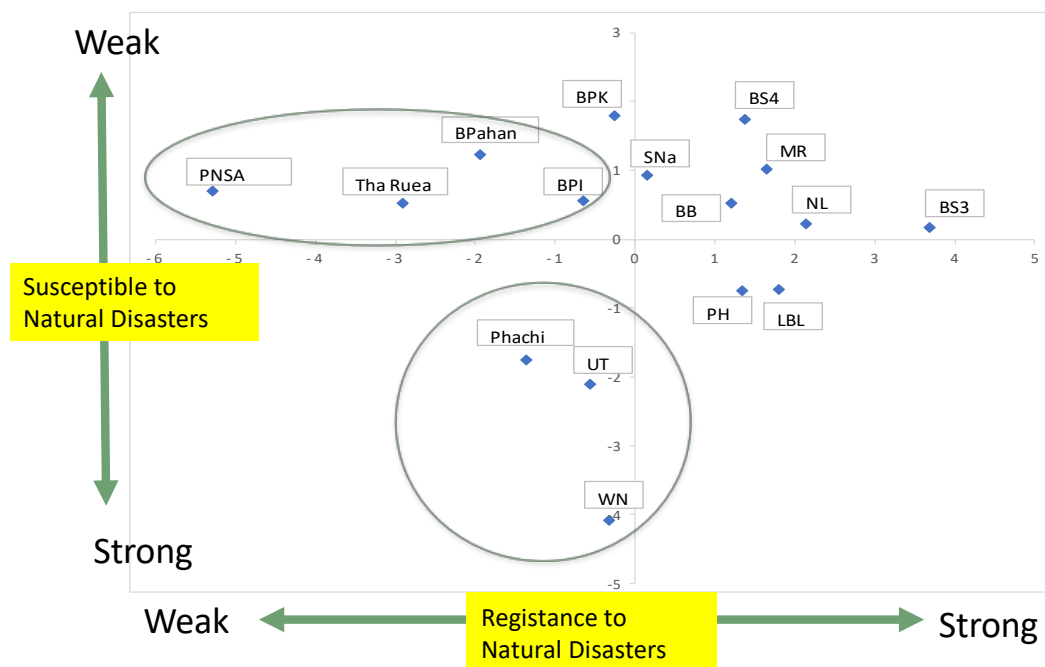 Weak
3
BPK
BS4
BPahan
MR
SNa
PNSA
Tha Ruea
BPI
1
BB
NL
BS3
0
-6
-5
-4
-3
-2
-1
0
1
2
3
4
5
Susceptible to
Natural Disasters
-1
PH
LBL
Phachi
UT
-2
WN
-4
Strong
-3
-5
Weak
Registance to
Natural Disasters
Strong